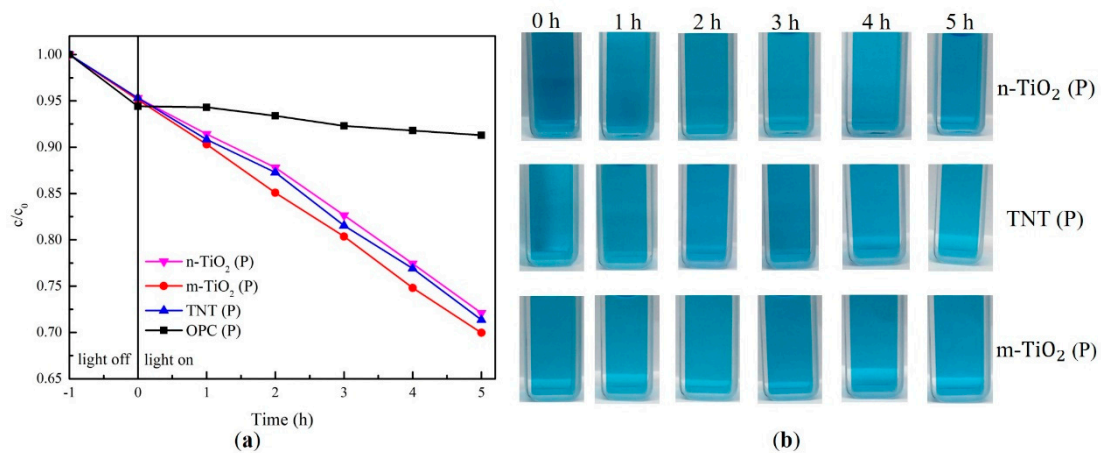 (b)
0 h 1 h 2 h 3 h 4 h 5 h
n-TiO₂ (P)
TNT (P)
m-TiO₂ (P)
1.00
0.95
0.90
0.85
0.80
0.75
0.70
0.65
c/c₀
n-TiO₂ (P)
m-TiO₂ (P)
TNT (P)
OPC (P)
light off light on
-1 0 1 2 3 4 5
Time (h)
(a)
(b)